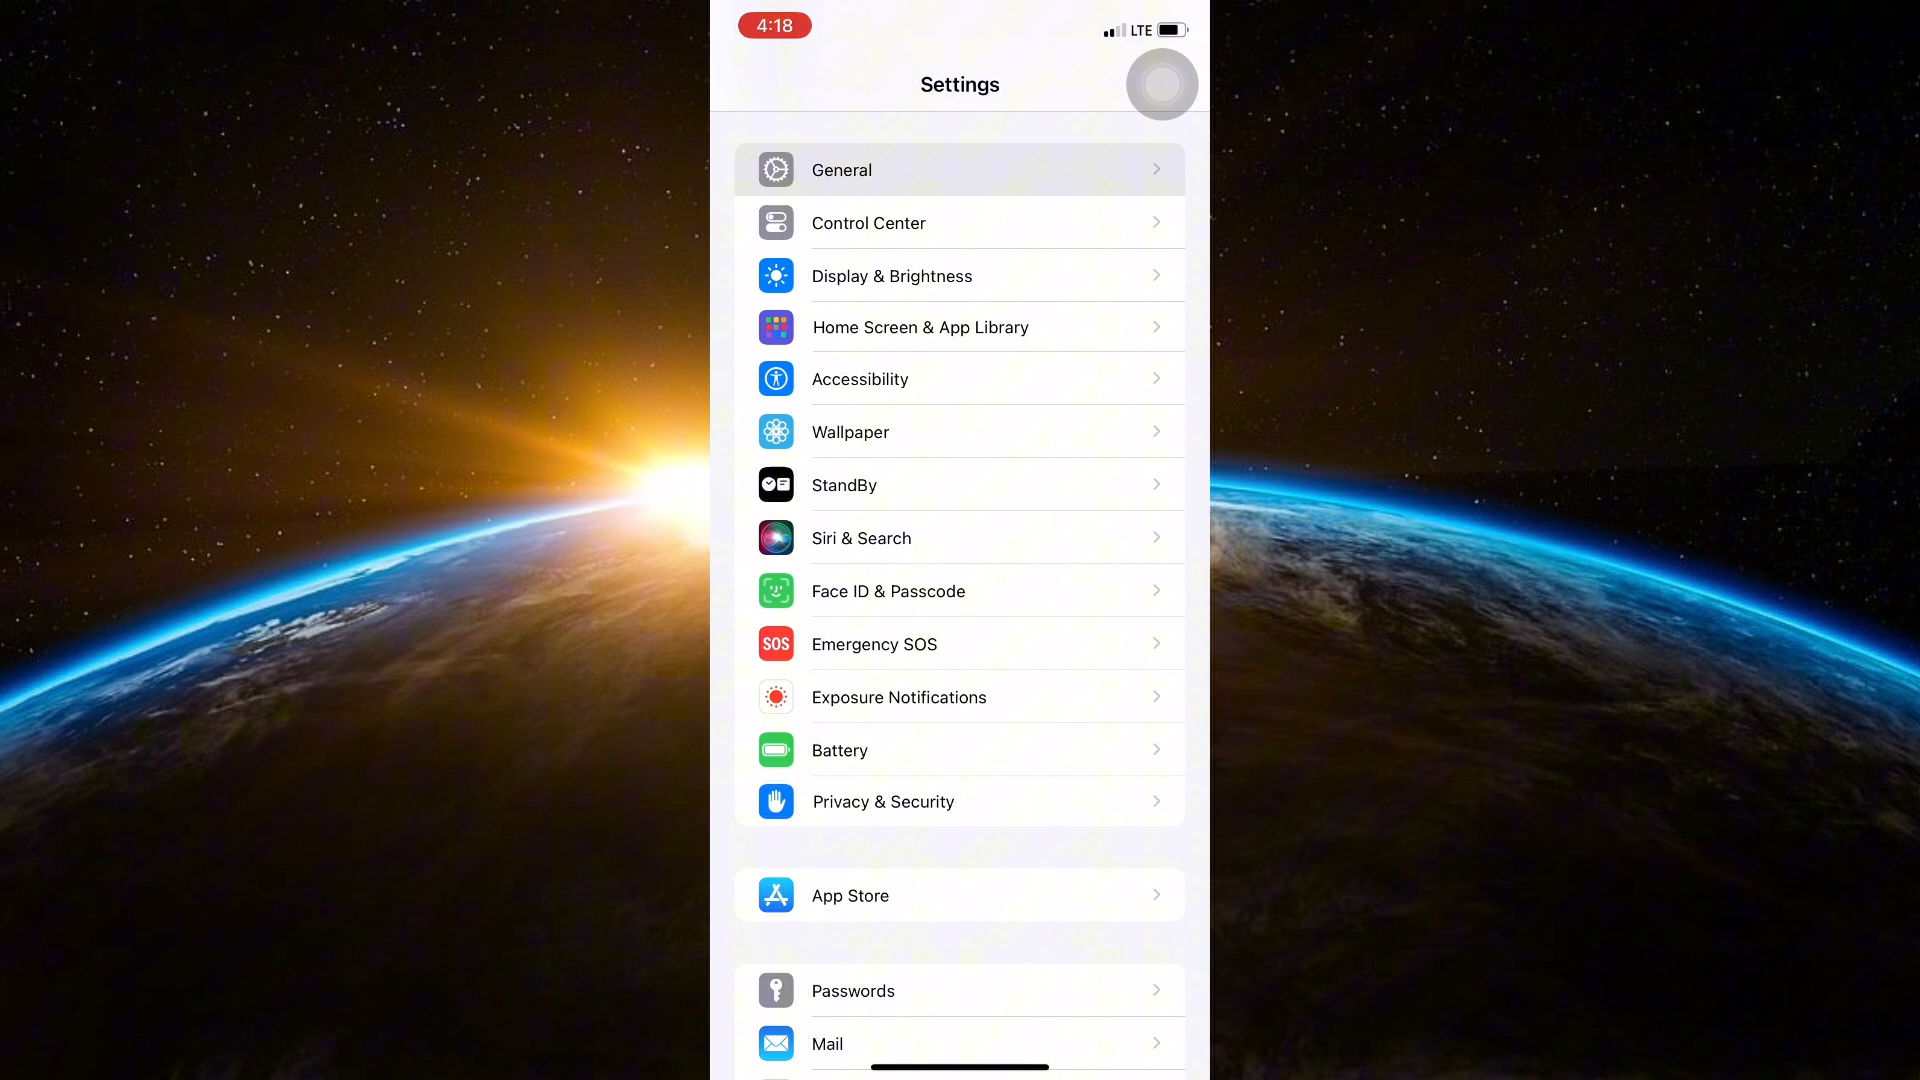 4:18
LTE
Settings
General
Control Center
Display & Brightness
Home Screen & App Library
Accessibility
Wallpaper
StandBy
Siri & Search
Face ID & Passcode
SOS
Emergency SOS
Exposure Notifications
Battery
Privacy & Security
App Store
Passwords
Mail